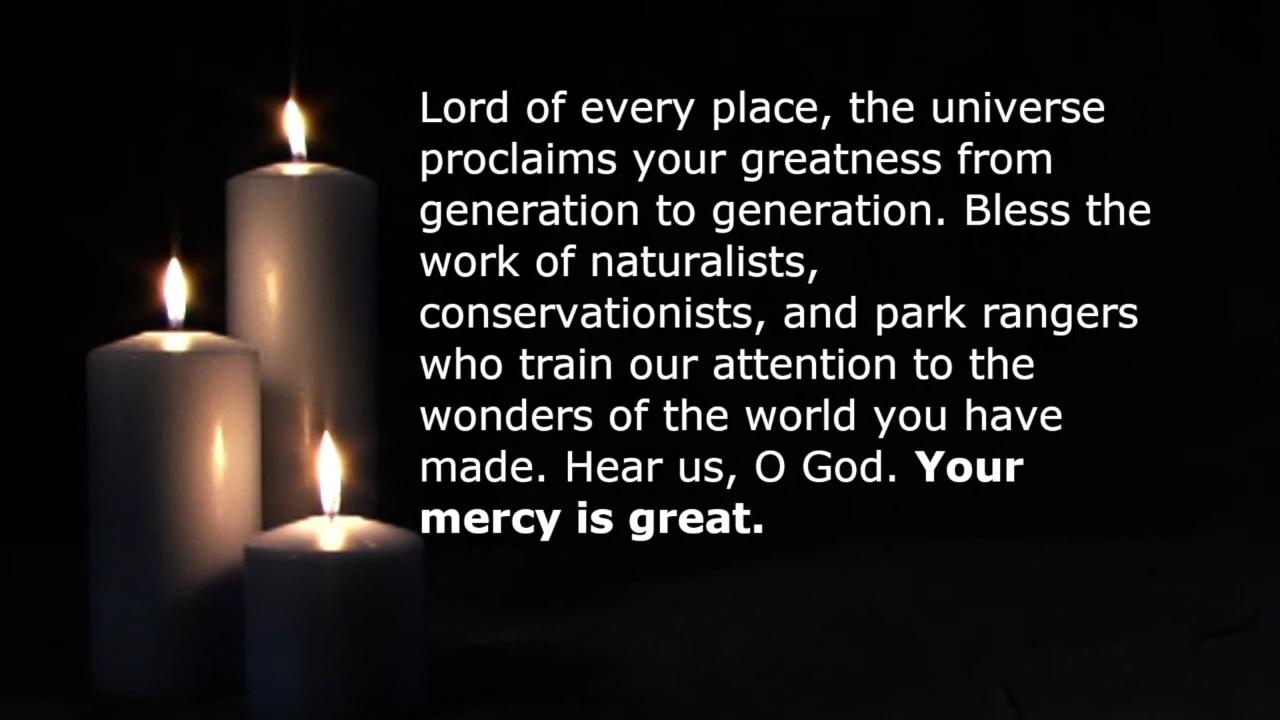 Lord of every place, the universe
proclaims your greatness from
generation to generation. Bless the
work of naturalists,
conservationists, and park rangers
who train our attention to the
wonders of the world you have
made. Hear us, O God. Your
mercy is great.